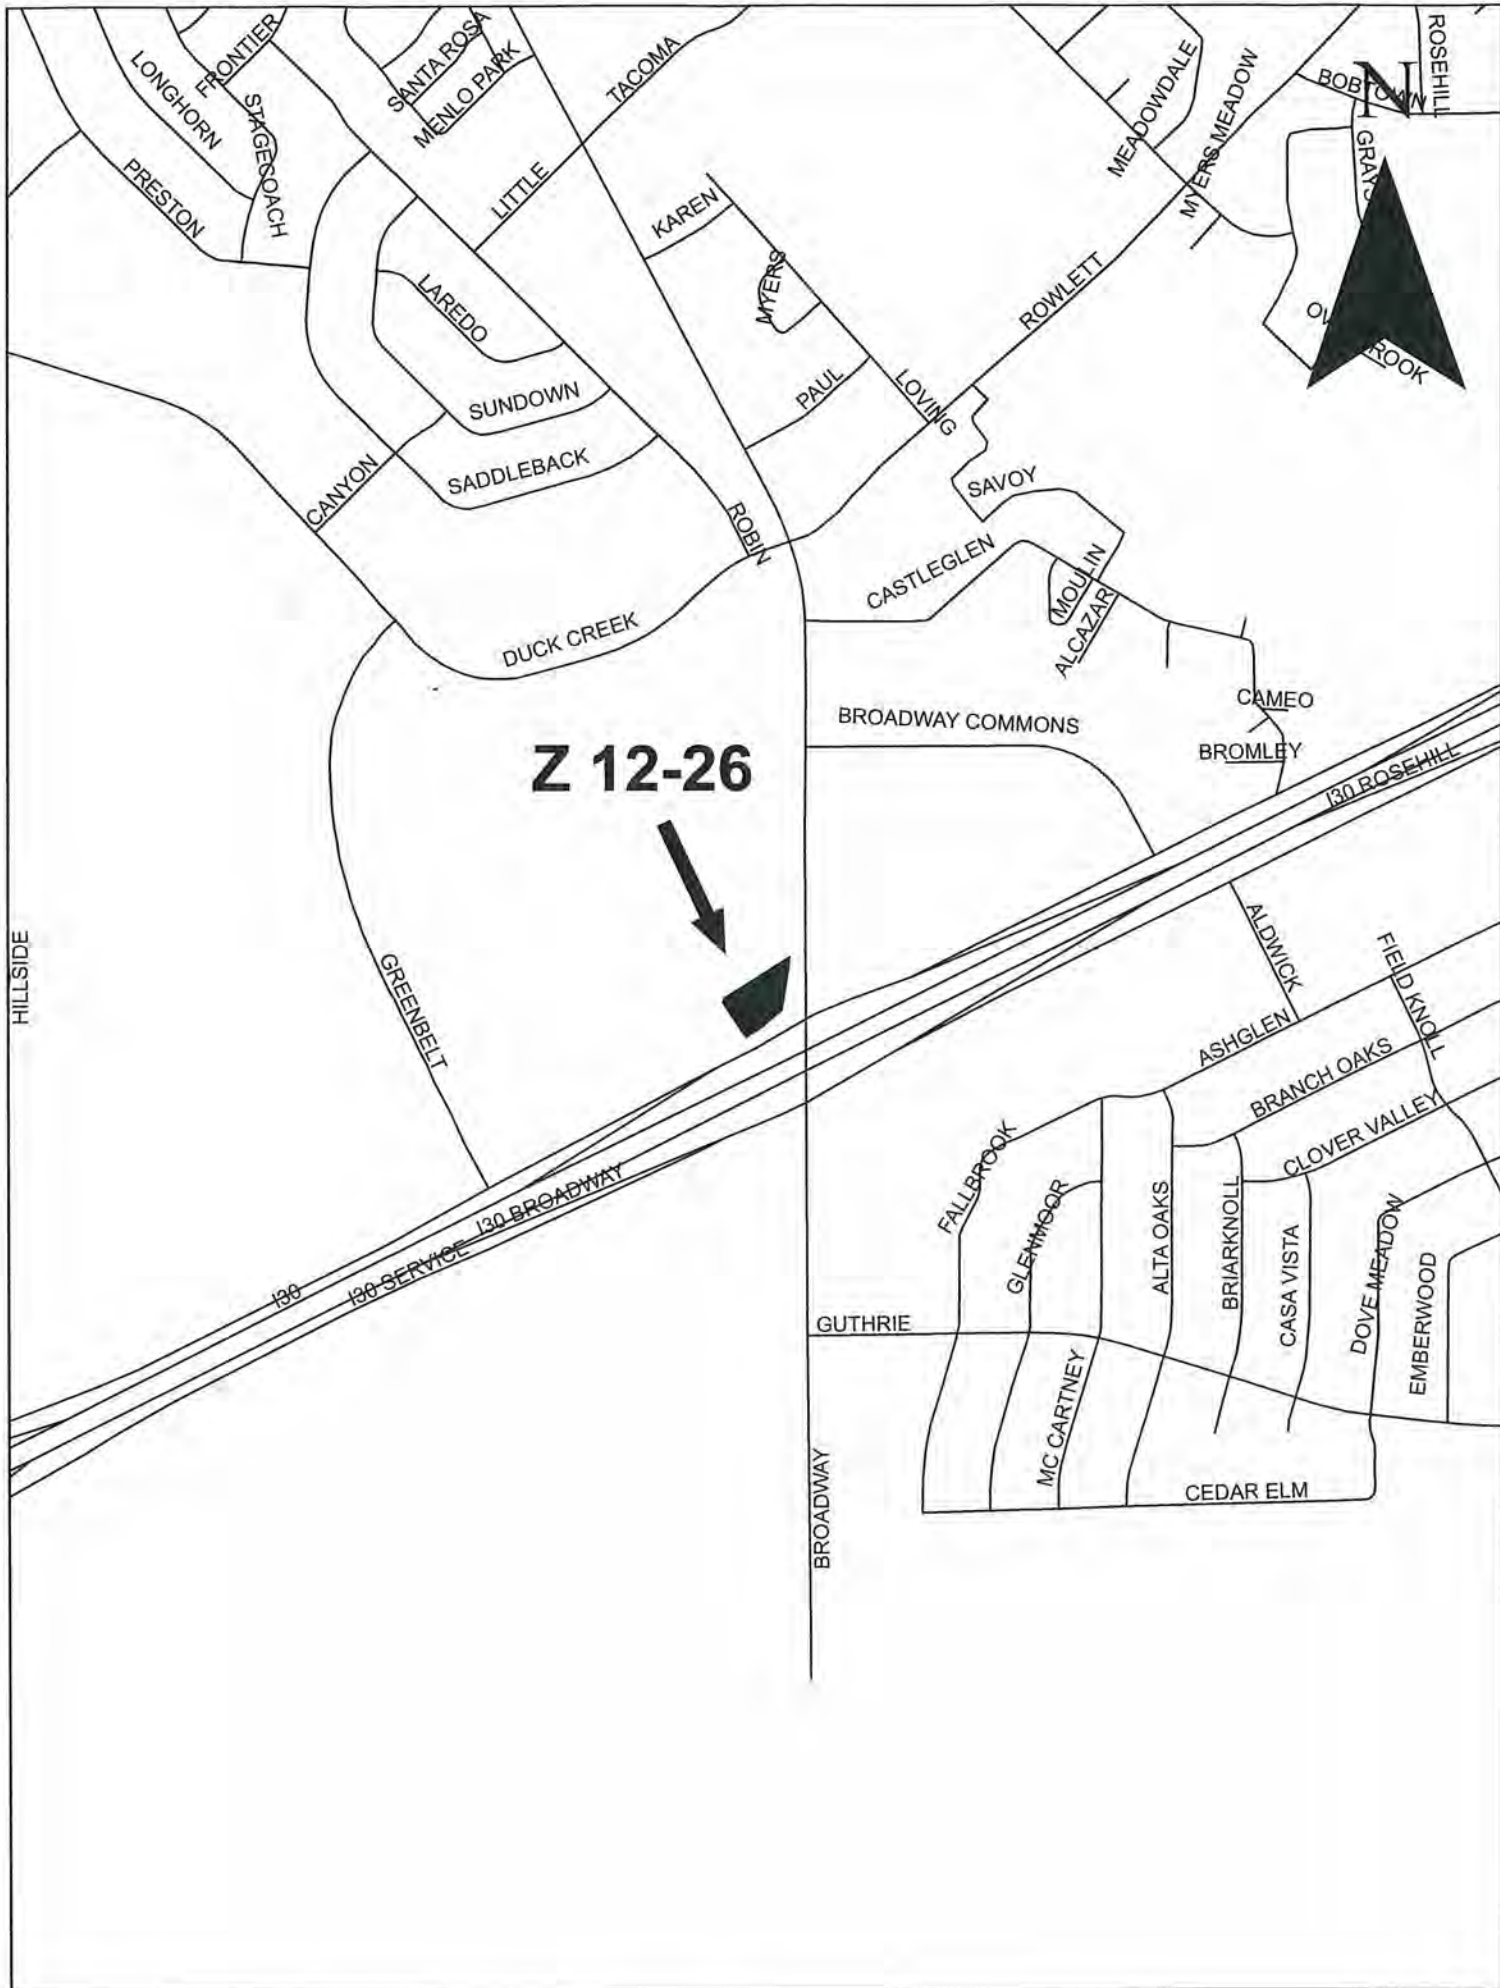 FRONTIER
LONGHORN
STAGECOACH
PRESTON
SANTA ROSA
MENLO PARK
TACOMA
LITTLE
KAREN
MYERS
PAUL
LOVING
ROWLETT
MEADOWDALE
MYERS MEADOW
BOBTOWN
N
ROSEHILL
LAREDO
SUNDOWN
SADDLEBACK
CANYON
ROBIN
SAVOY
CASTLEGLEN
MOULIN
ALCAZAR
DUCK CREEK
BROADWAY COMMONS
CAMEO
BROMLEY
I30 ROSEHILL
Z 12-26
HILLSIDE
GREENBELT
ALDWICK
FIELD KNOLL
ASHGLEN
BRANCH OAKS
CLOVER VALLEY
FALLBROOK
GLENMOOR
ALTA OAKS
BRIARKNOLL
CASA VISTA
DOVE MEADOW
EMBERWOOD
I30 BROADWAY
I30 SERVICE
I30
GUTHRIE
MC CARTNEY
CEDAR ELM
BROADWAY